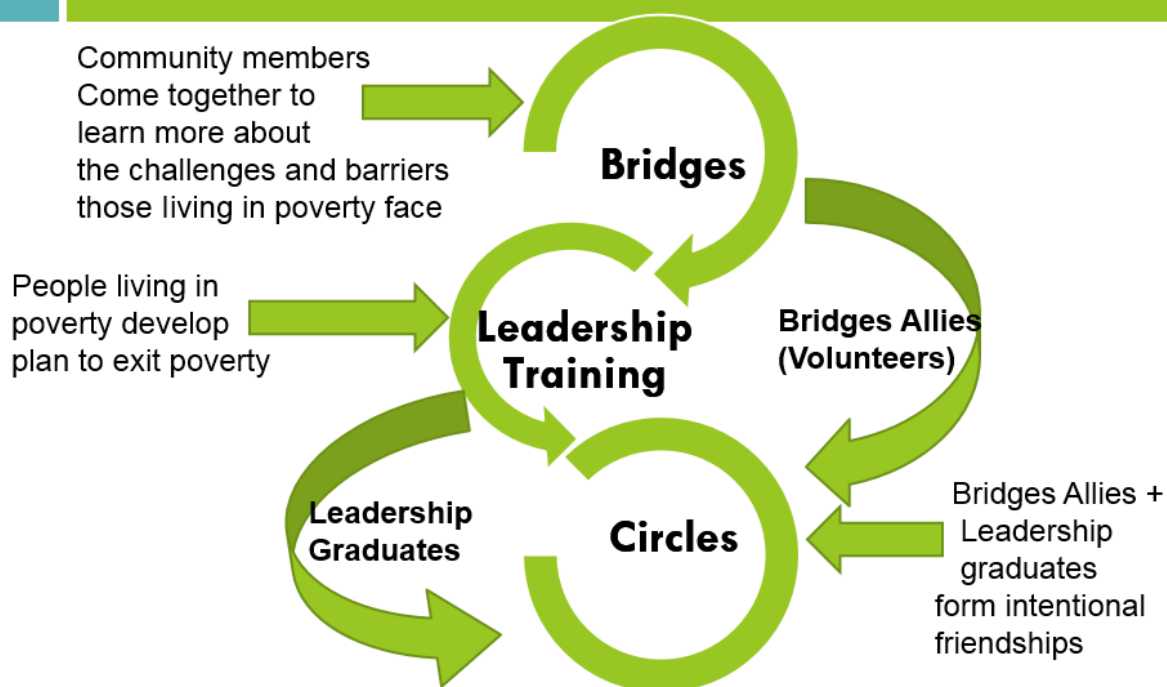 Community members
Come together to
learn more about
the challenges and barriers
those living in poverty face
Bridges
People living in
poverty develop
plan to exit poverty
Leadership
Training
Bridges Allies
(Volunteers)
Leadership
Graduates
Circles
Bridges Allies +
Leadership
graduates
form intentional
friendships